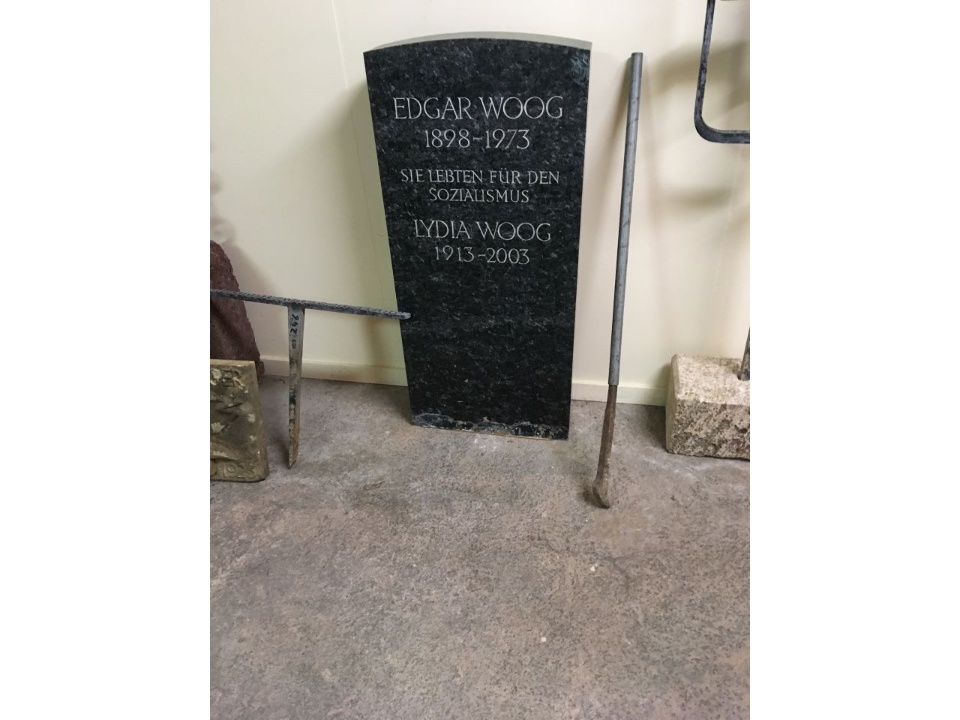 EDGAR WOOG
1898-1973
SIE LEBTEN FÜR DEN
SOZIALISMUS
LYDIA WOOG
1913-2003